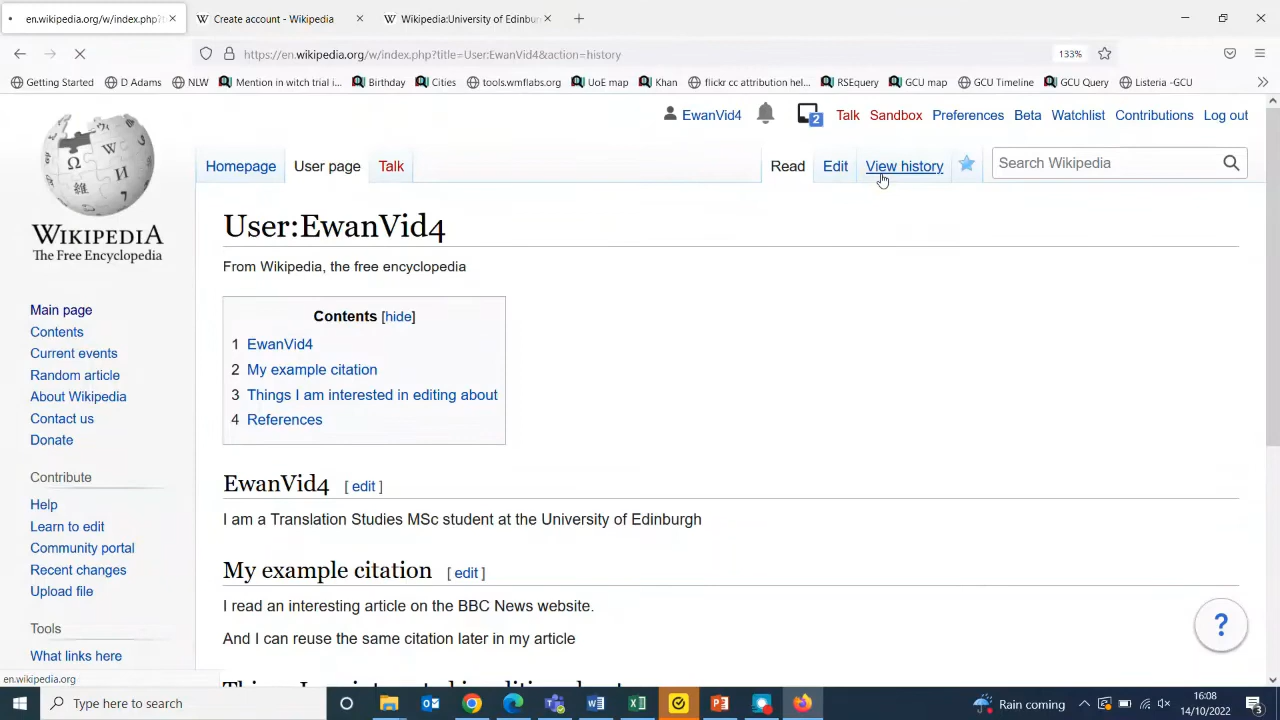 en.wikipedia.org/w/index.php?t
Create account - Wikipedia
Wikipedia:University of Edinbur
https://en.wikipedia.org/w/index.php?title=User:EwanVid4&action=history
133%
Getting Started
D Adams
NLW
Mention in witch trial i...
Birthday
Cities
tools.wmflabs.org
UoE map
Khan
flickr cc attribution hel...
RSEquery
GCU map
GCU Timeline
GCU Query
Listeria -GCU
EwanVid4
2
Talk
Sandbox
Preferences
Beta
Watchlist
Contributions
Log out
Homepage
User page
Talk
Read
Edit
View history
Search Wikipedia
WIKIPEDIA
The Free Encyclopedia
Main page
Contents
Current events
Random article
About Wikipedia
Contact us
Donate
Contribute
Help
Learn to edit
Community portal
Recent changes
Upload file
Tools
What links here
User:EwanVid4
From Wikipedia, the free encyclopedia
Contents [hide]
1 EwanVid4
2 My example citation
3 Things I am interested in editing about
4 References
EwanVid4 [ edit ]
I am a Translation Studies MSc student at the University of Edinburgh
My example citation [ edit ]
I read an interesting article on the BBC News website.
And I can reuse the same citation later in my article
?
en.wikipedia.org
Type here to search
Rain coming
16:08
14/10/2022
3